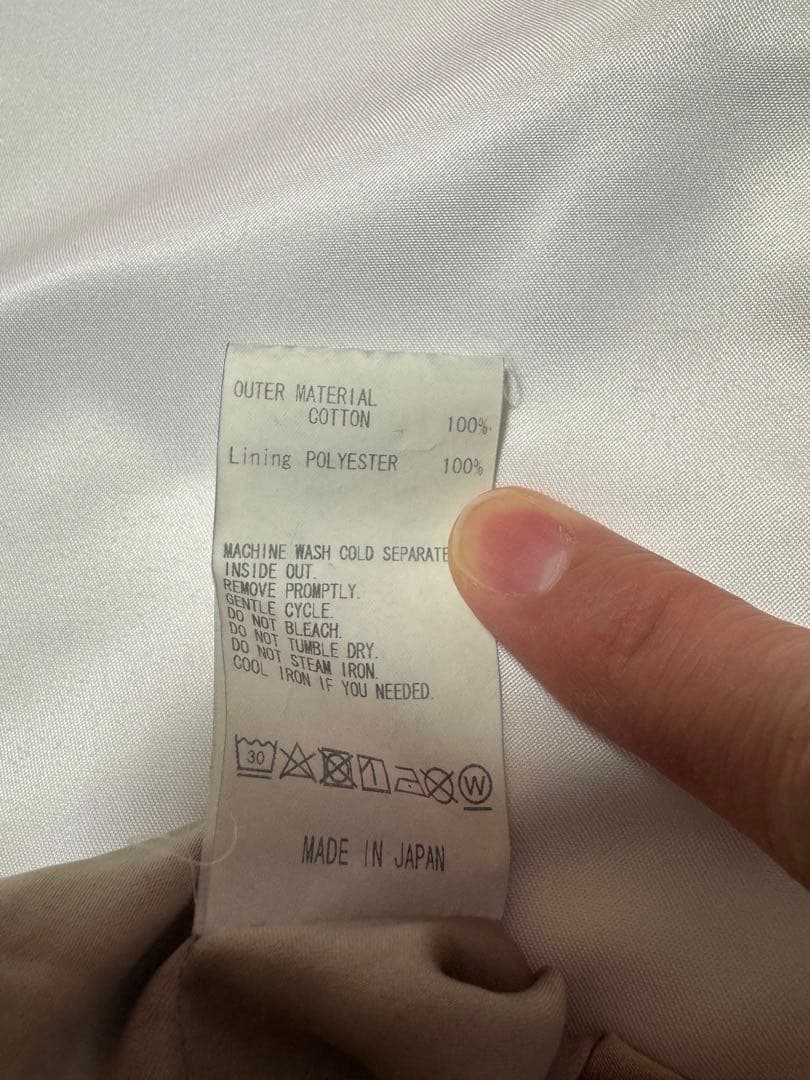 OUTER MATERIAL
COTTON 100%
Lining POLYESTER 100%
MACHINE WASH COLD SEPARATE
INSIDE OUT.
REMOVE PROMPTLY.
GENTLE CYCLE.
DO NOT BLEACH.
DO NOT TUMBLE DRY.
DO NOT STEAM IRON.
COOL IRON IF YOU NEEDED.
30 W
MADE IN JAPAN